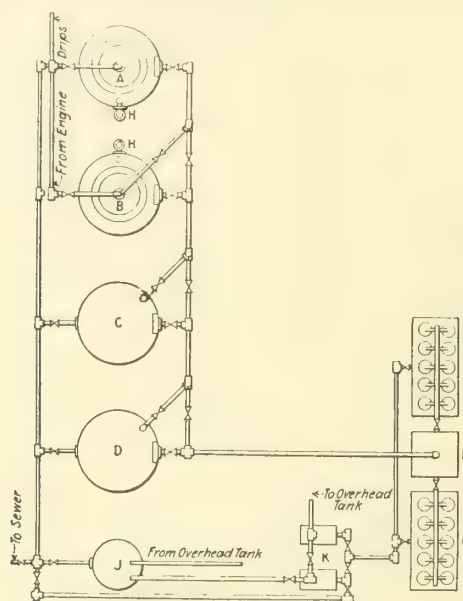 Drips
A
H
H
From Engine
B
C
D
To Sewer
J
From Overhead Tank
To Overhead
Tank
K